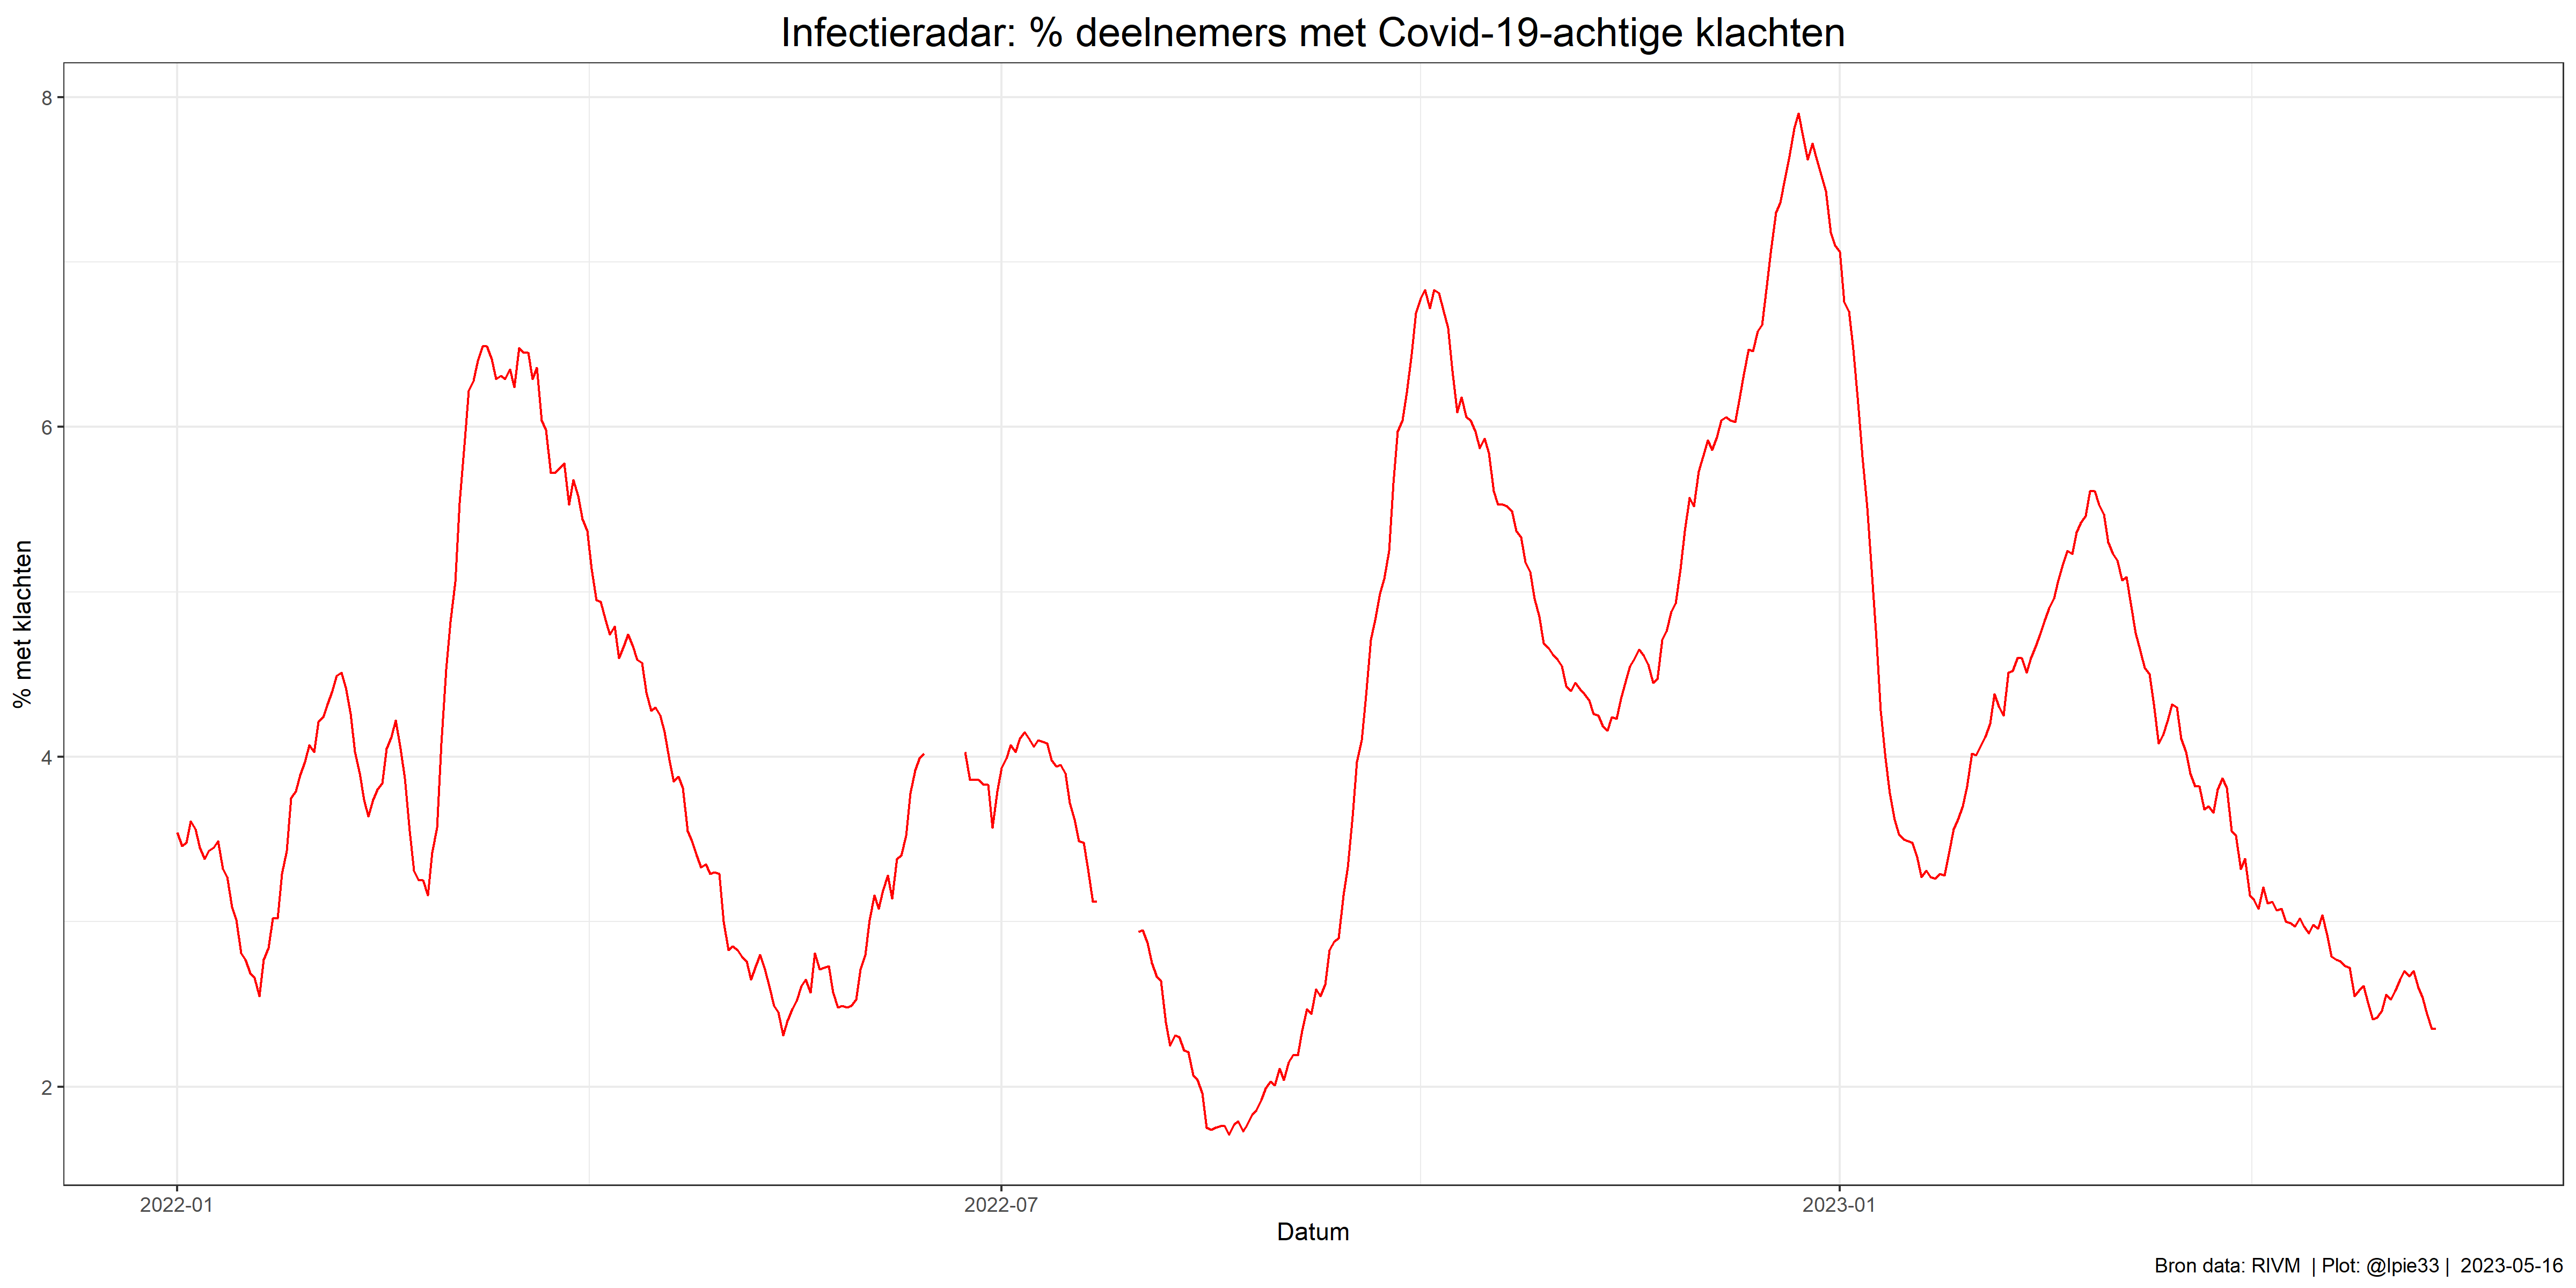 Infectieradar: % deelnemers met Covid-19-achtige klachten
8
6
4
2
% met klachten
2022-01
2022-07
2023-01
Datum
Bron data: RIVM | Plot: @lpie33 | 2023-05-16